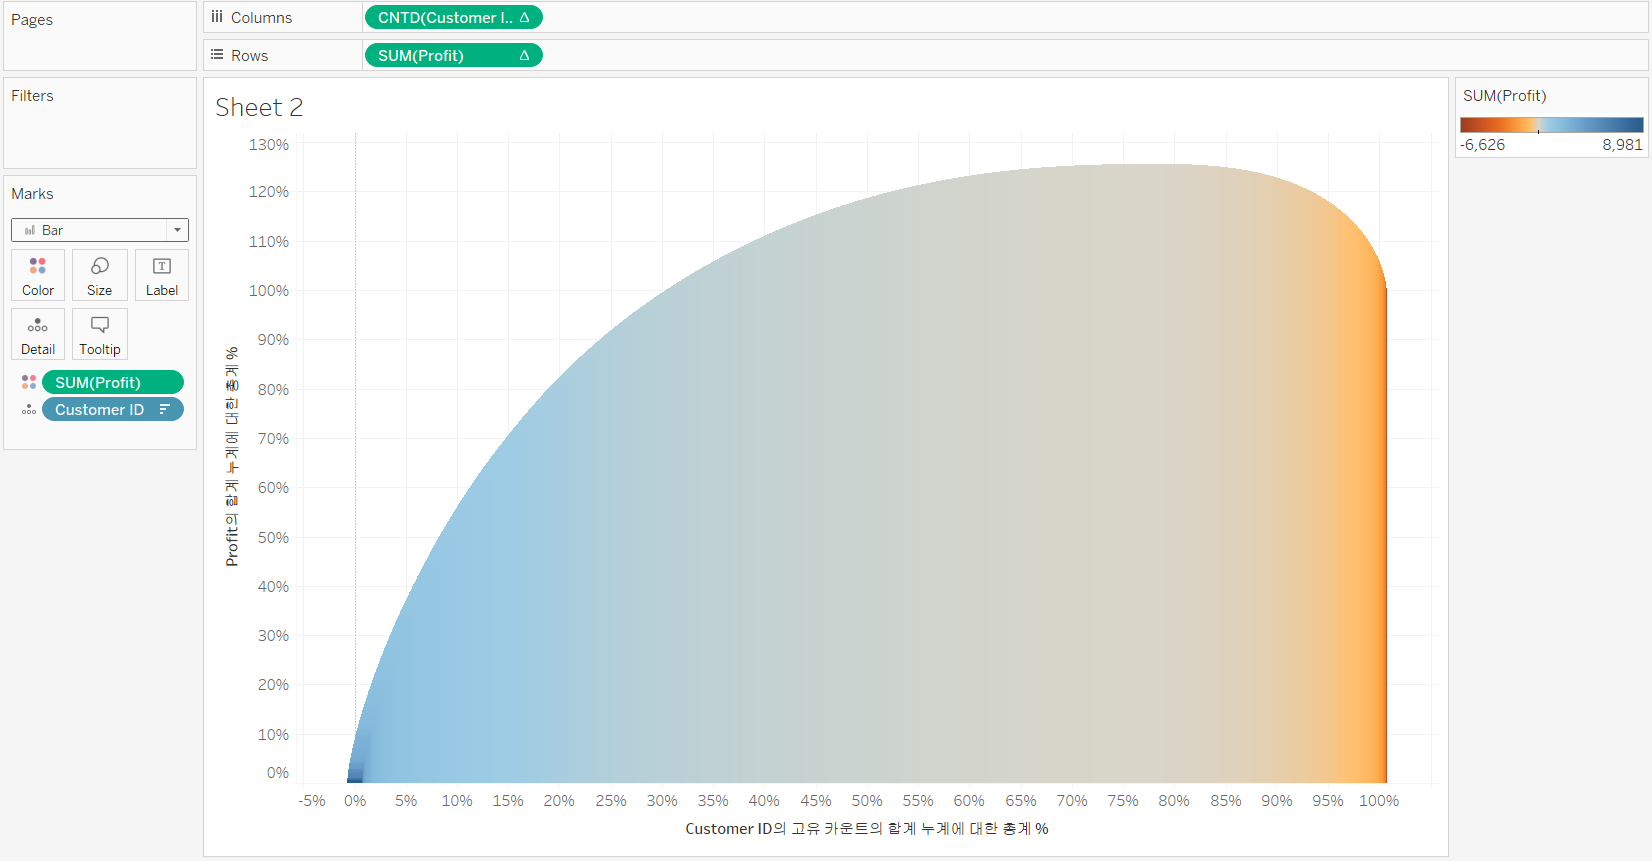 Pages
Columns
CNTD(Customer I..
Rows
SUM(Profit)
Filters
Marks
Bar
Color
Size
Label
Detail
Tooltip
SUM(Profit)
Customer ID
Sheet 2
130%
120%
110%
100%
90%
80%
70%
60%
50%
40%
30%
20%
10%
0%
Profit의 합계 누계에 대한 총계 %
-5% 0% 5% 10% 15% 20% 25% 30% 35% 40% 45% 50% 55% 60% 65% 70% 75% 80% 85% 90% 95% 100%
Customer ID의 고유 카운트의 합계 누계에 대한 총계 %
SUM(Profit)
-6,626 8,981